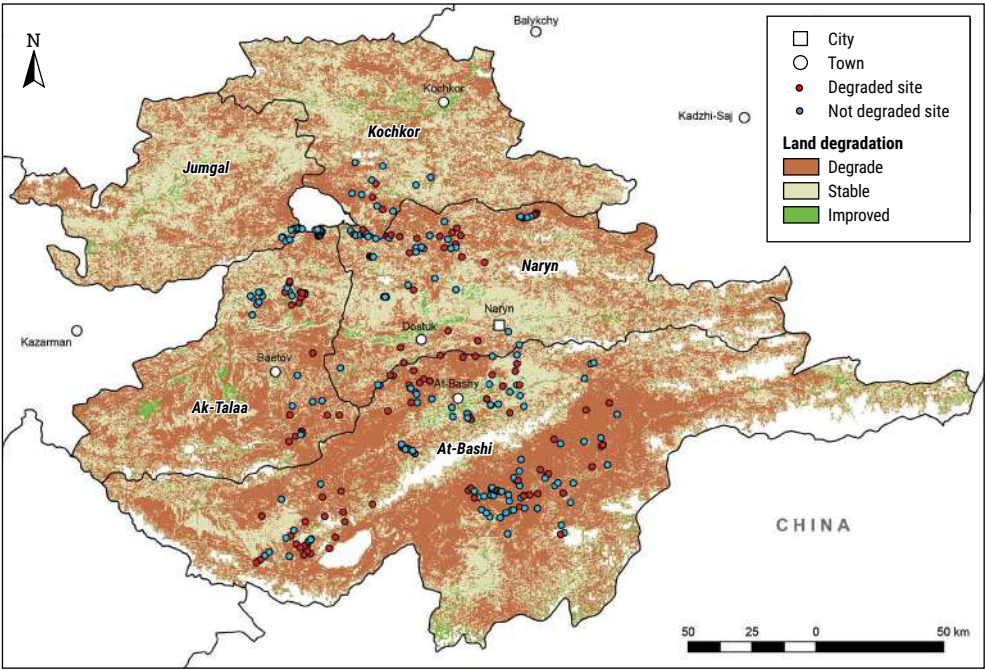 N
Balykchy
Kochkor
Kadzhi-Saj
Kochkor
Jumgal
Naryn
Naryn
Dostuk
Kazarman
Baetov
At-Bashy
Ak-Talaa
At-Bashi
CHINA
City
Town
Degraded site
Not degraded site
Land degradation
Degrade
Stable
Improved
50 25 0 50 km